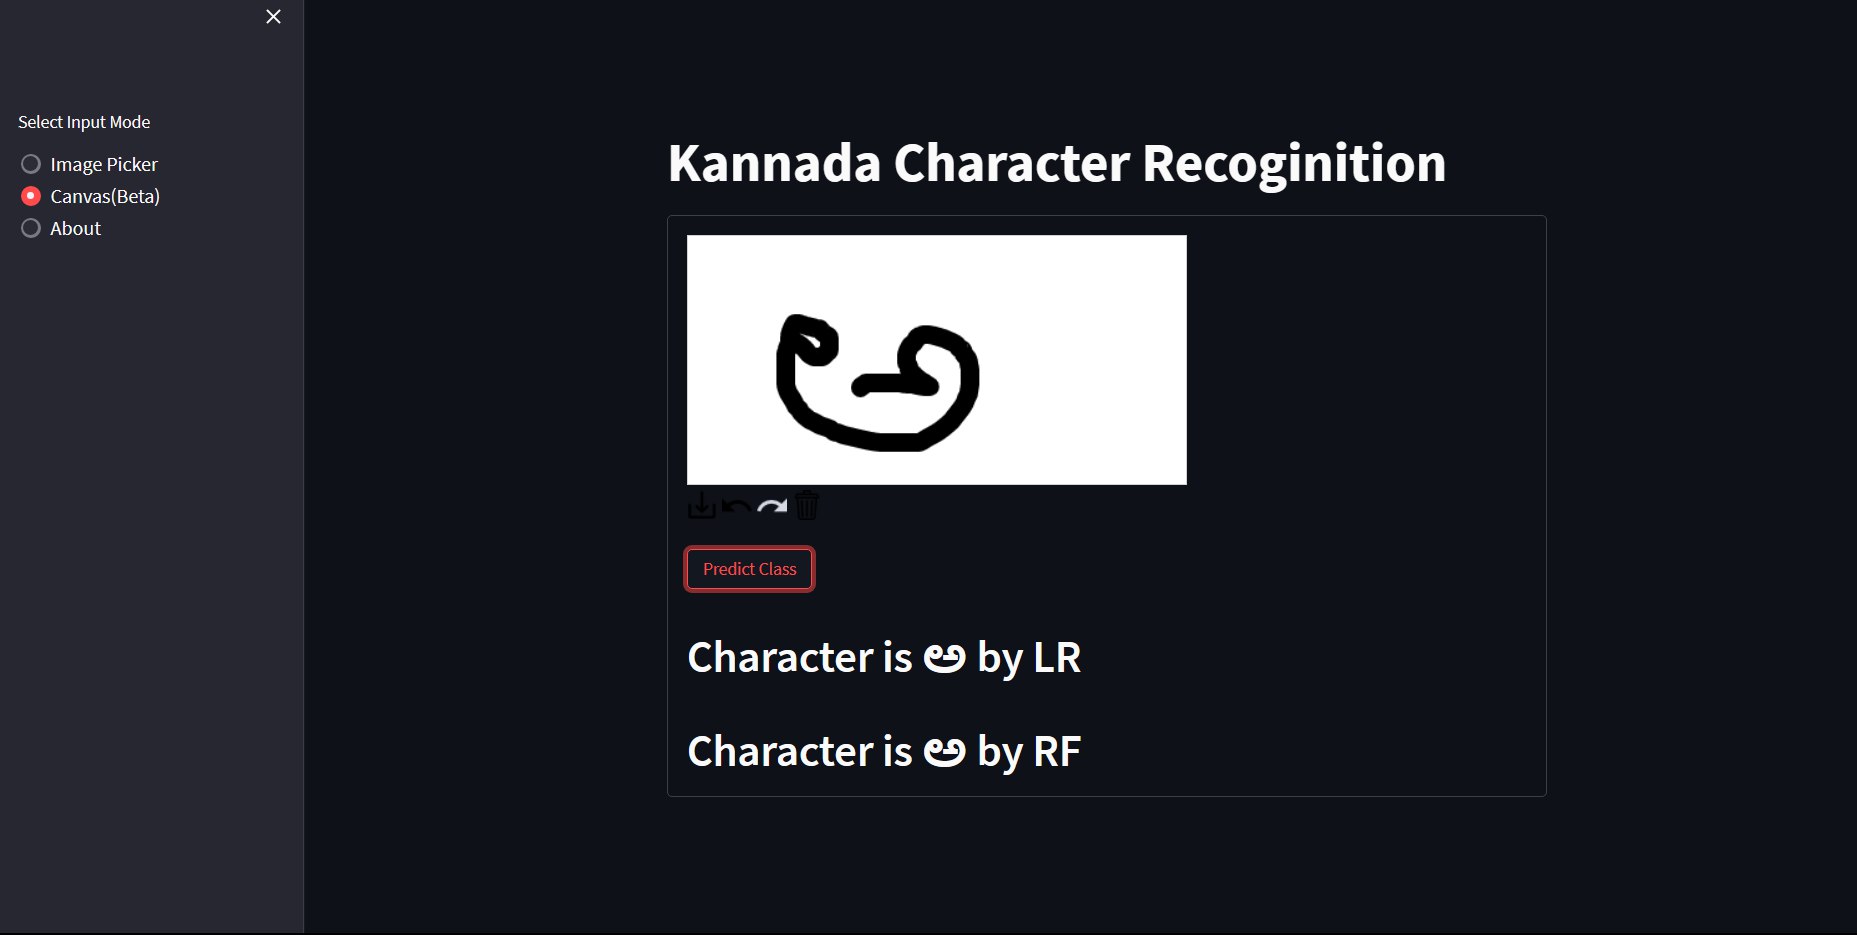 Select Input Mode
Image Picker
Canvas(Beta)
About
Kannada Character Recoginition
ಅ
Predict Class
Character is ಅ by LR
Character is ಅ by RF